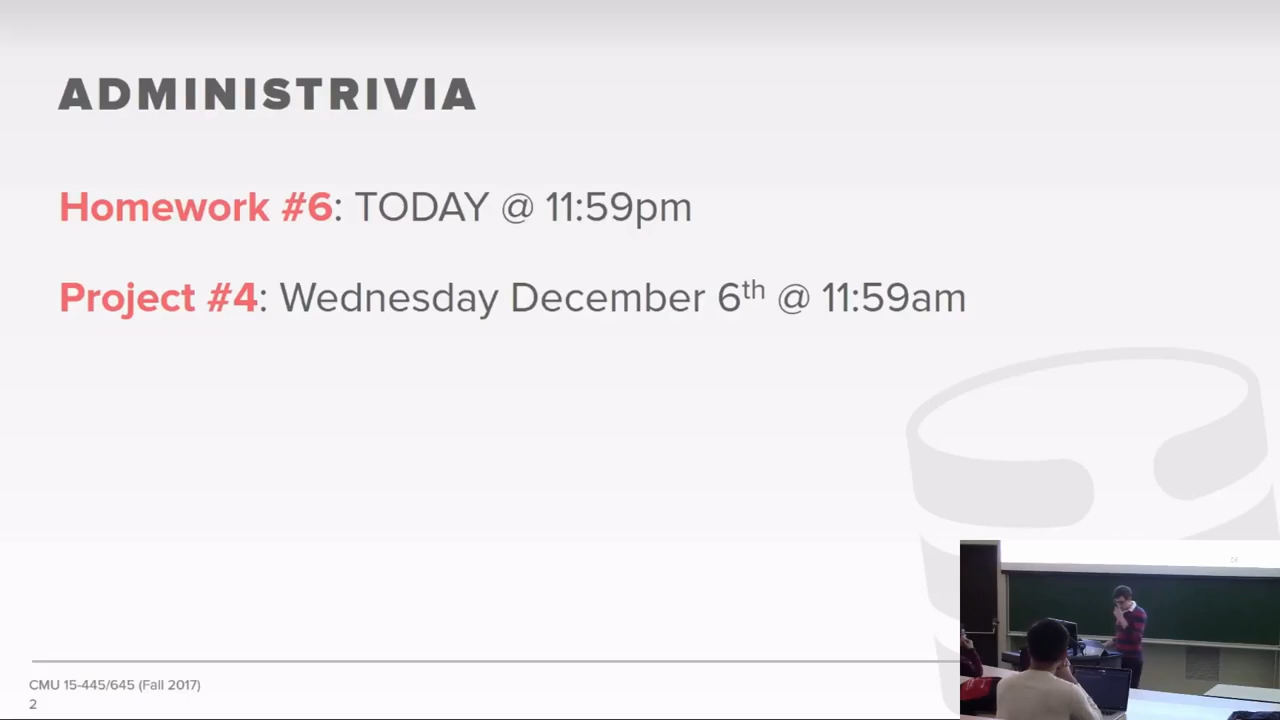 ADMINISTRIVIA
Homework #6: TODAY @ 11:59pm
Project #4: Wednesday December 6th @ 11:59am
CMU 15-445/645 (Fall 2017)
2